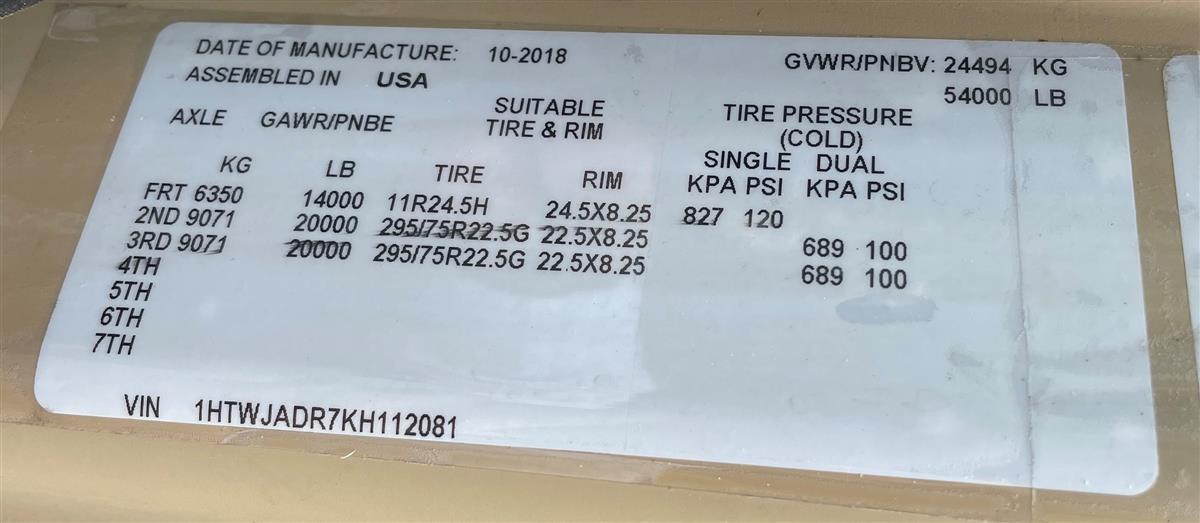 DATE OF MANUFACTURE: 10-2018 GVWR/PNBV: 24494 KG
ASSEMBLED IN USA 54000 LB
AXLE GAWR/PNBE SUITABLE TIRE PRESSURE
TIRE & RIM (COLD)
SINGLE DUAL
KG LB TIRE RIM KPA PSI KPA PSI
FRT 6350 14000 11R24.5H 24.5X8.25 827 120
2ND 9071 20000 295/75R22.5G 22.5X8.25 689 100
3RD 9071 20000 295/75R22.5G 22.5X8.25 689 100
4TH
5TH
6TH
7TH
VIN 1HTWJADR7KH112081